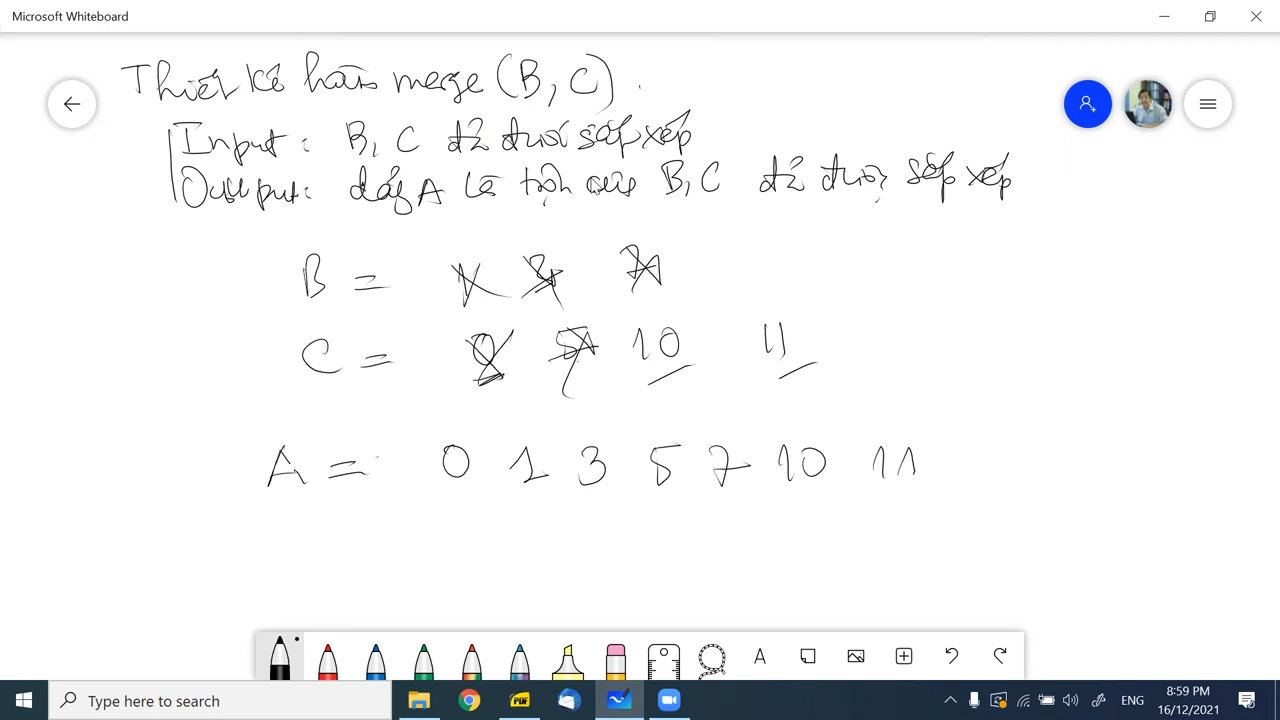 Microsoft Whiteboard
Thiết kế hàm merge (B, C).
Input: B, C đã được sắp xếp
Output: dãy A là trộn của B, C đã được sắp xếp
B = 1 3 7
C = 0 5 10 11
A = 0 1 3 5 7 10 11
A
Type here to search
PDF
ENG
8:59 PM
16/12/2021